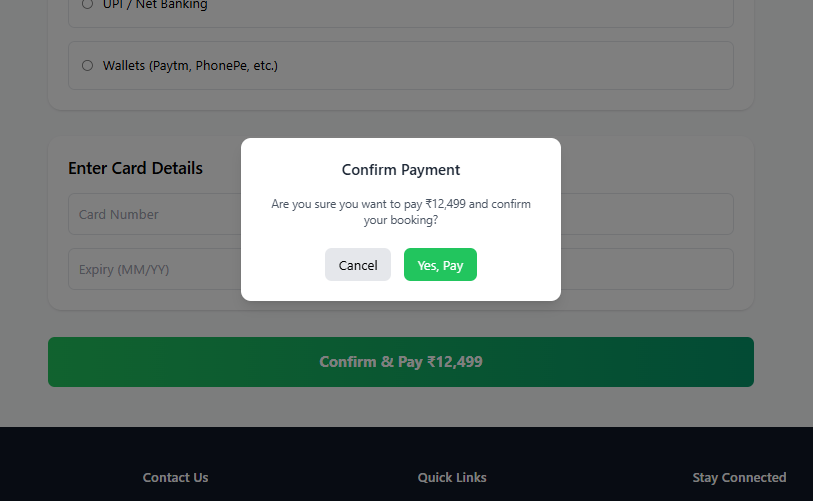 UPI / Net Banking
Wallets (Paytm, PhonePe, etc.)
Enter Card Details
Card Number
Expiry (MM/YY)
Confirm Payment
Are you sure you want to pay ₹12,499 and confirm
your booking?
Cancel
Yes, Pay
Confirm & Pay ₹12,499
Contact Us
Quick Links
Stay Connected